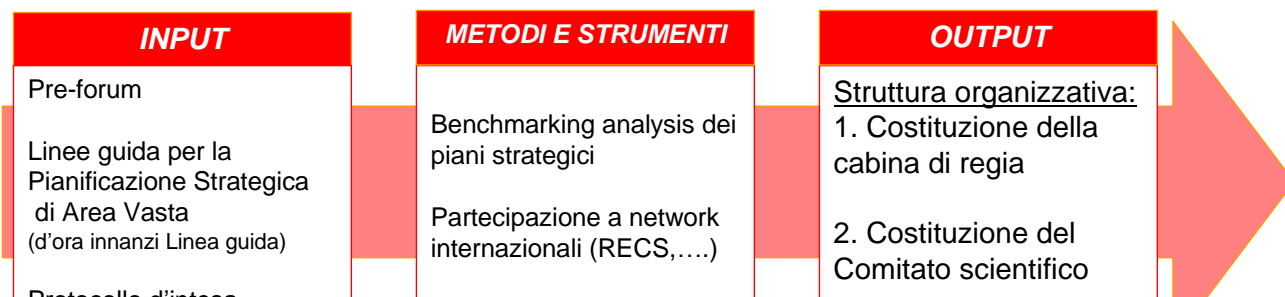 INPUT
Pre-forum
Linee guida per la
Pianificazione Strategica
di Area Vasta
(d'ora innanzi Linea guida)
METODI E STRUMENTI
Benchmarking analysis dei
piani strategici
Partecipazione a network
internazionali (RECS,….)
OUTPUT
Struttura organizzativa:
1. Costituzione della
cabina di regia
2. Costituzione del
Comitato scientifico